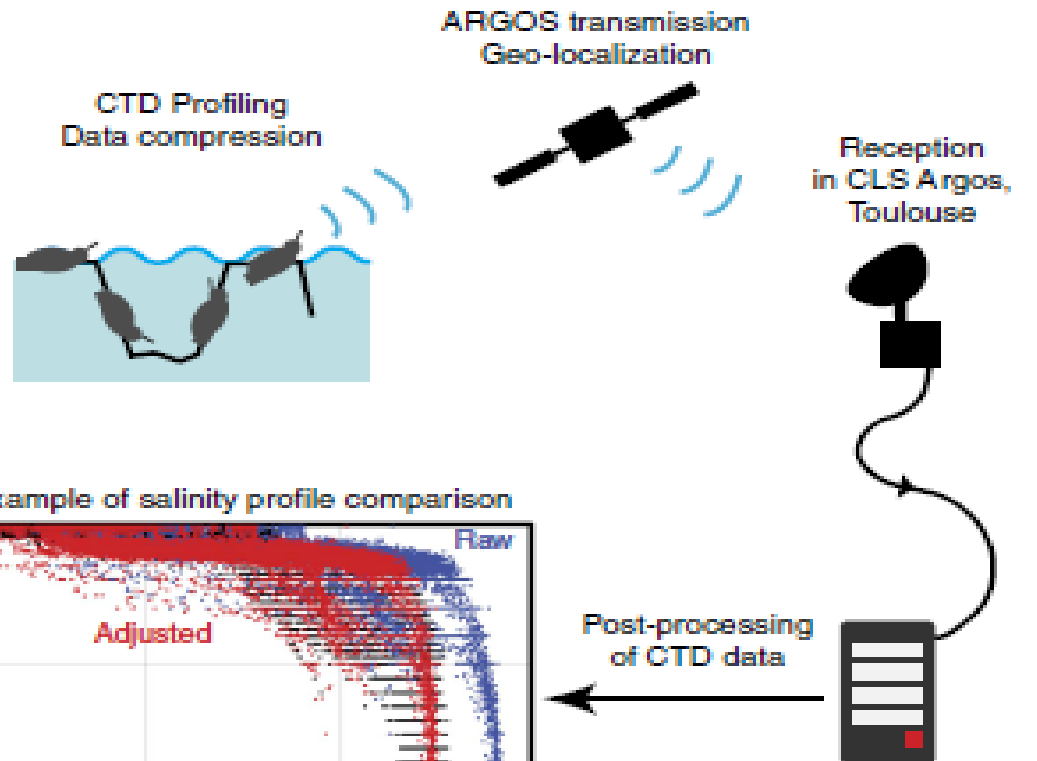 ARGOS transmission
Geo-localization
CTD Profiling
Data compression
Reception
in CLS Argos,
Toulouse
xample of salinity profile comparison
Raw
Adjusted
Post-processing
of CTD data